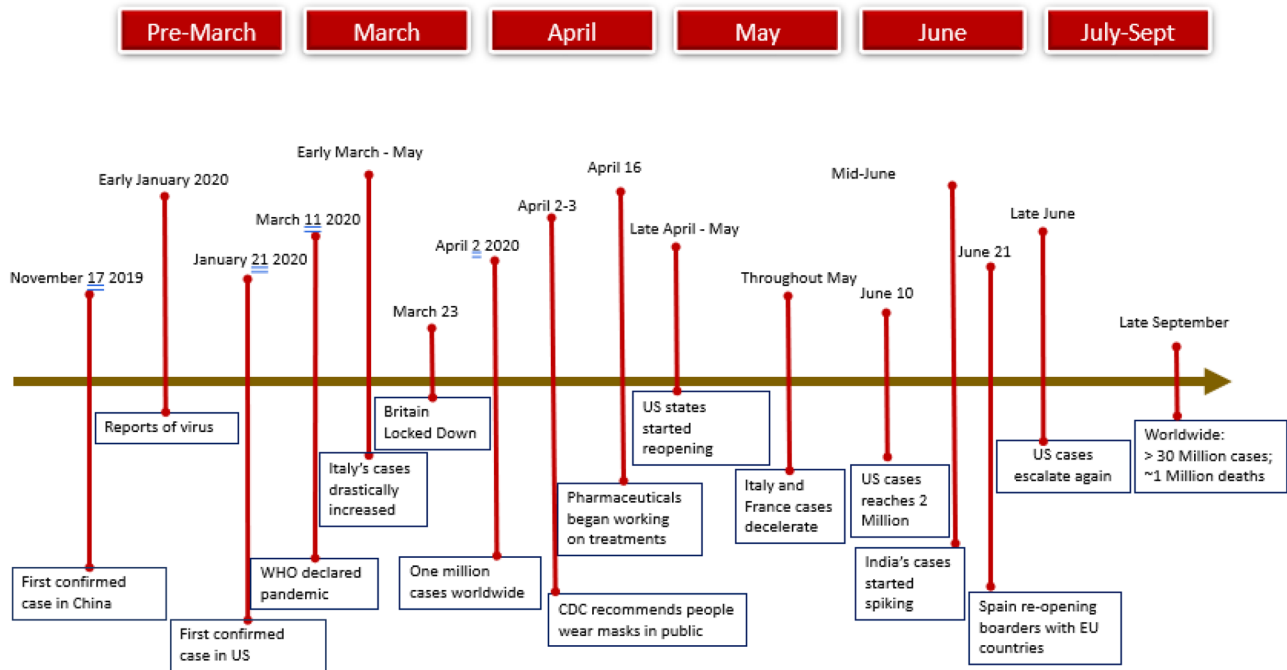 Pre-March
March
April
May
June
July-Sept
November 17 2019
Early January 2020
January 21 2020
March 11 2020
Early March - May
March 23
April 2 2020
April 2-3
April 16
Late April - May
Throughout May
June 10
Mid-June
June 21
Late June
Late September
First confirmed
case in China
Reports of virus
First confirmed
case in US
WHO declared
pandemic
Italy's cases
drastically
increased
Britain
Locked Down
One million
cases worldwide
CDC recommends people
wear masks in public
Pharmaceuticals
began working
on treatments
US states
started
reopening
Italy and
France cases
decelerate
US cases
reaches 2
Million
India's cases
started
spiking
Spain re-opening
boarders with EU
countries
US cases
escalate again
Worldwide:
> 30 Million cases;
~1 Million deaths